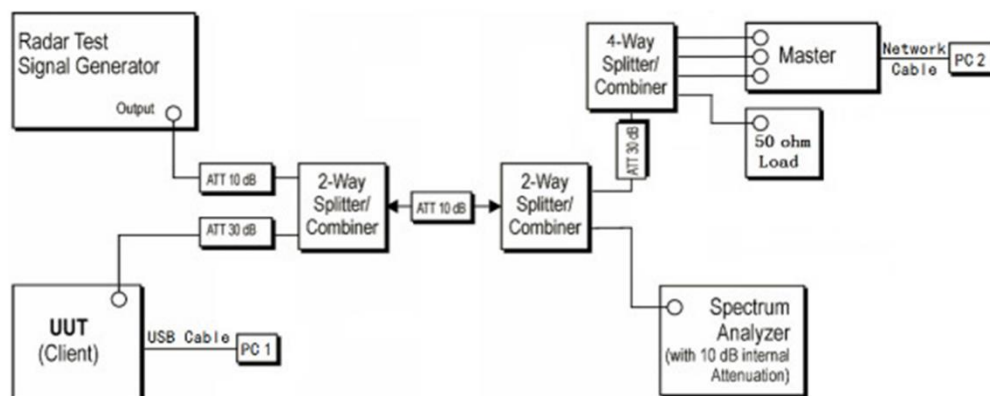 Radar Test
Signal Generator
Output
ATT 10 dB
ATT 30 dB
2-Way
Splitter/
Combiner
ATT 10 dB
2-Way
Splitter/
Combiner
ATT 30 dB
4-Way
Splitter/
Combiner
Master
Network
Cable
PC 2
50 ohm
Load
UUT
(Client)
USB Cable
PC 1
Spectrum
Analyzer
(with 10 dB internal
Attenuation)